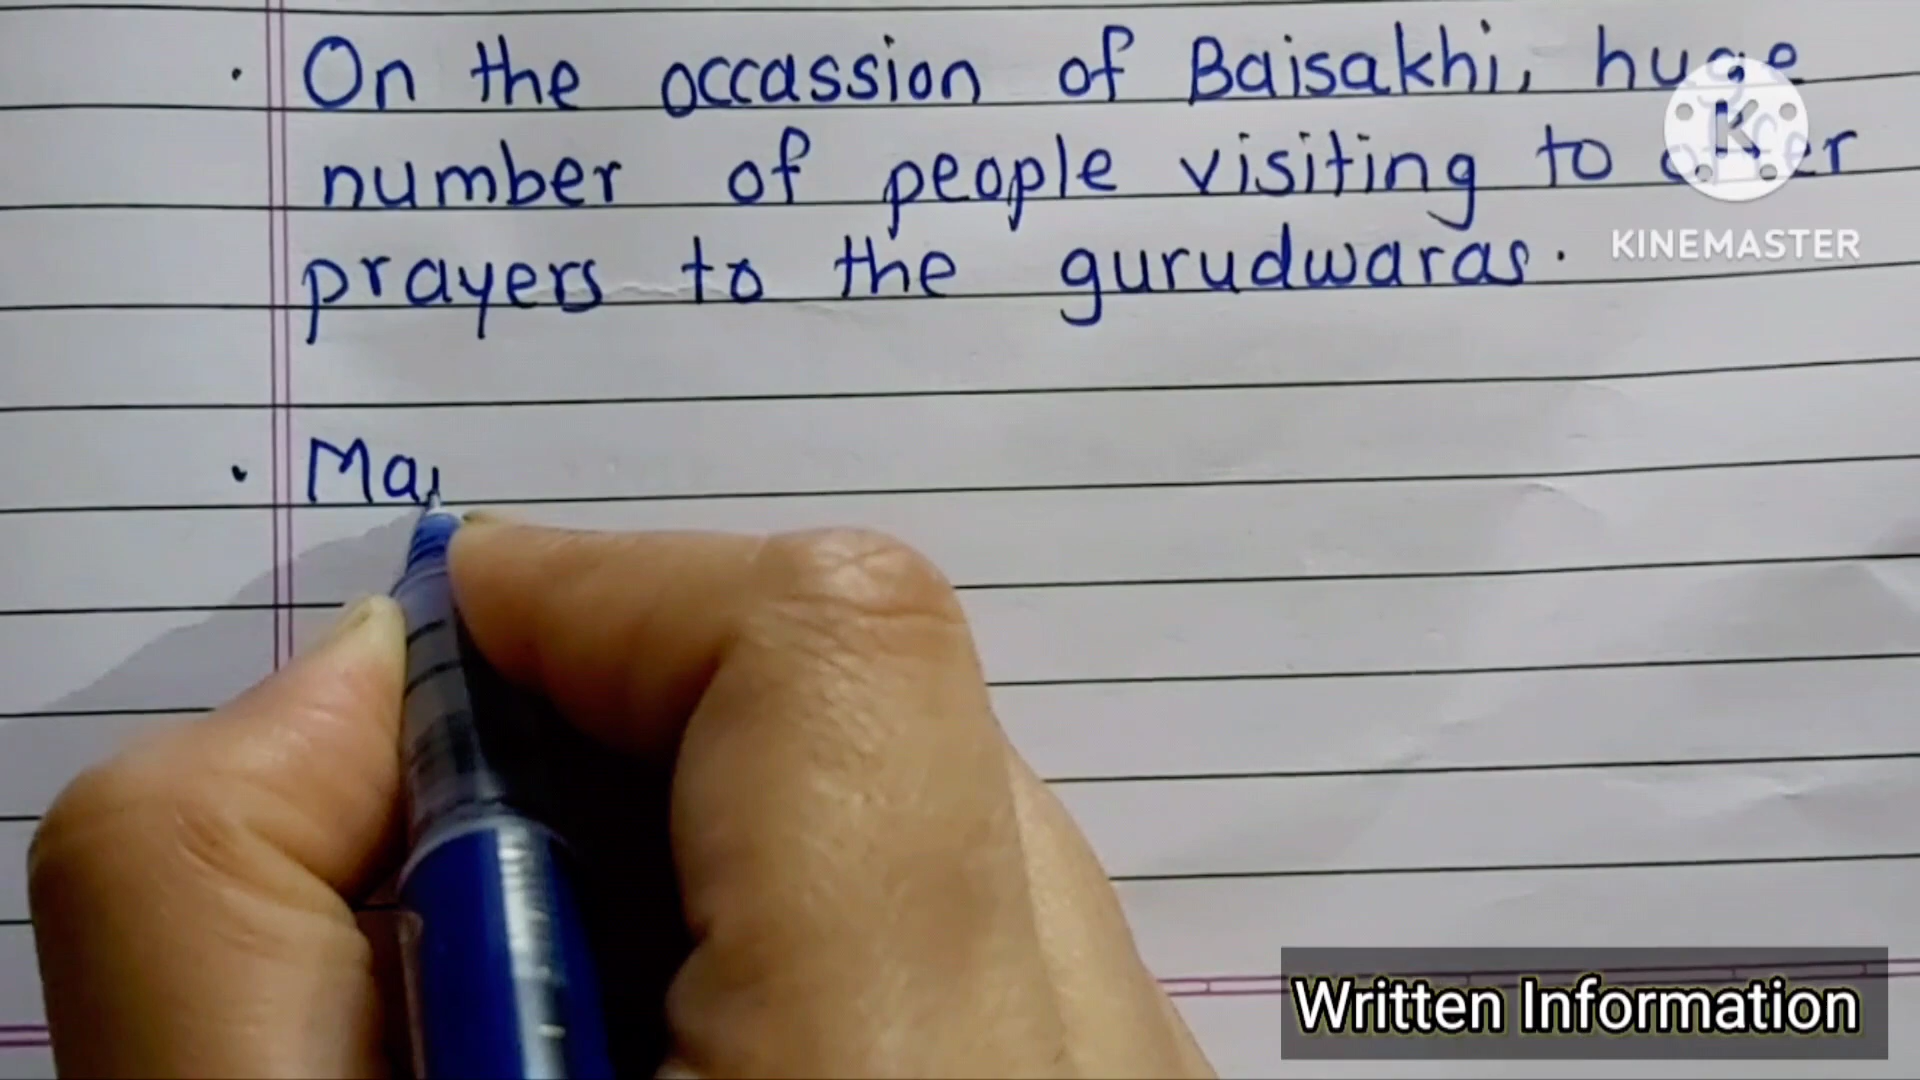 . On the occassion of Baisakhi, huge
number of people visiting to offer
prayers to the gurudwaras.
KINEMASTER
. Ma
Written Information